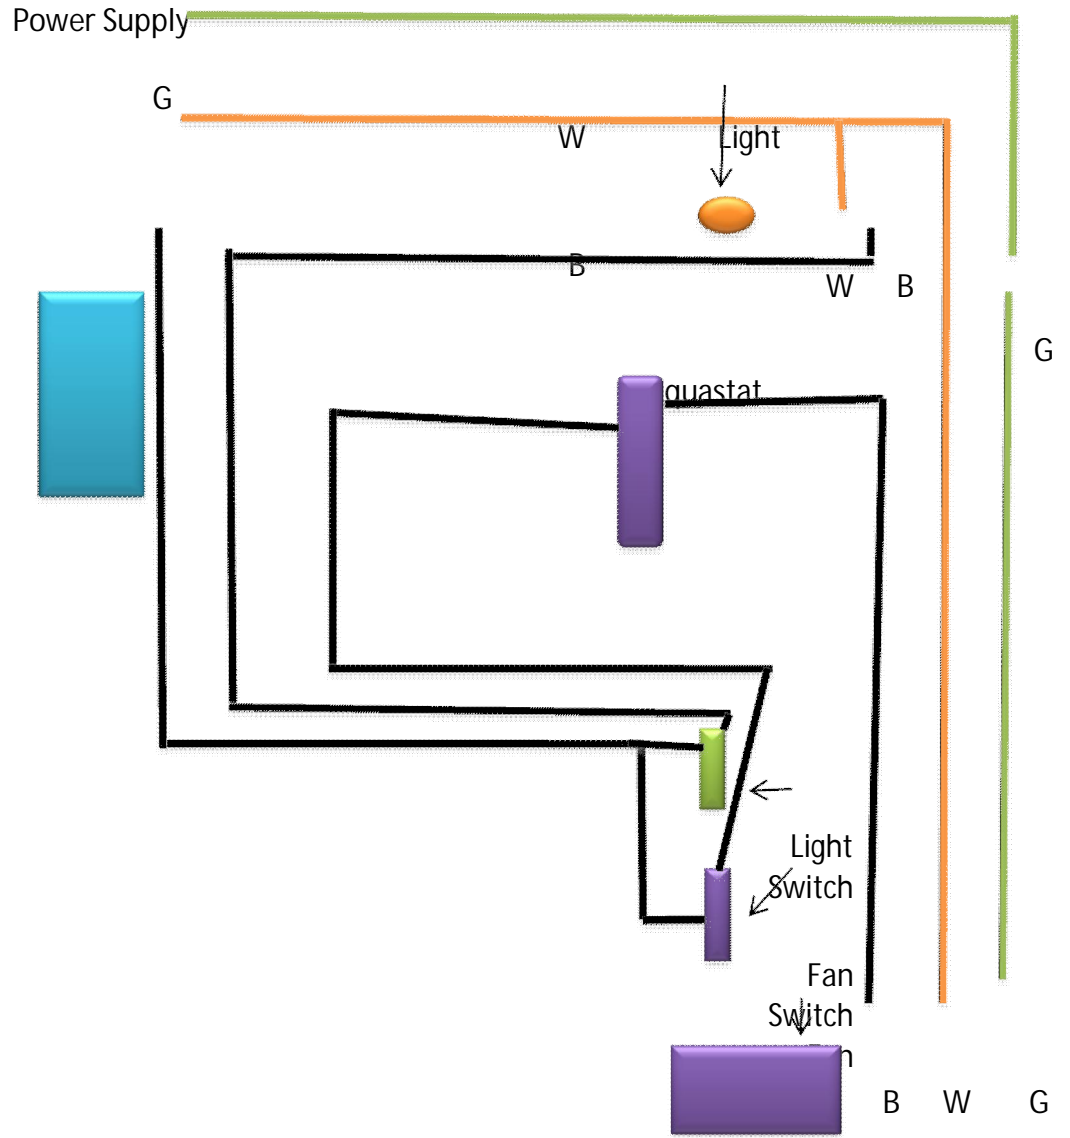 Power Supply
G
W
Light
B
W B
G
quastat
Light
Switch
Fan
Switch
B W G